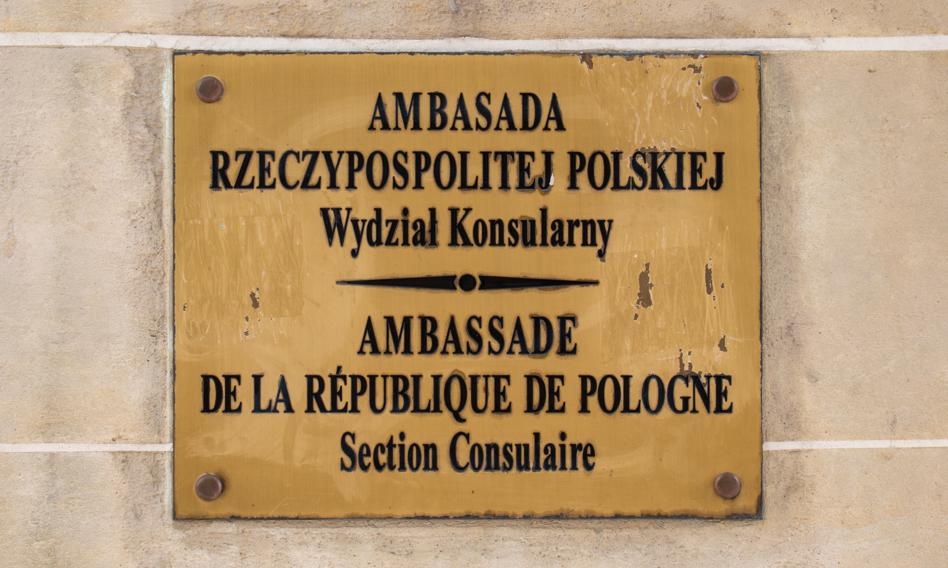 AMBASADA
RZECZYPOSPOLITEJ POLSKIEJ
Wydział Konsularny
AMBASSADE
DE LA RÉPUBLIQUE DE POLOGNE
Section Consulaire